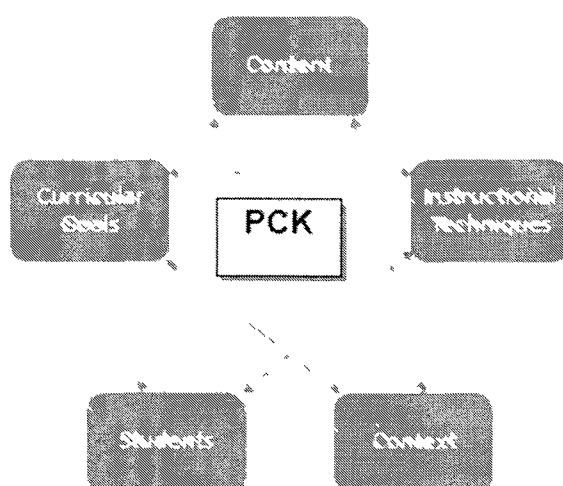 Content
Curricular
Goals
Instructional
Techniques
PCK
Students
Context